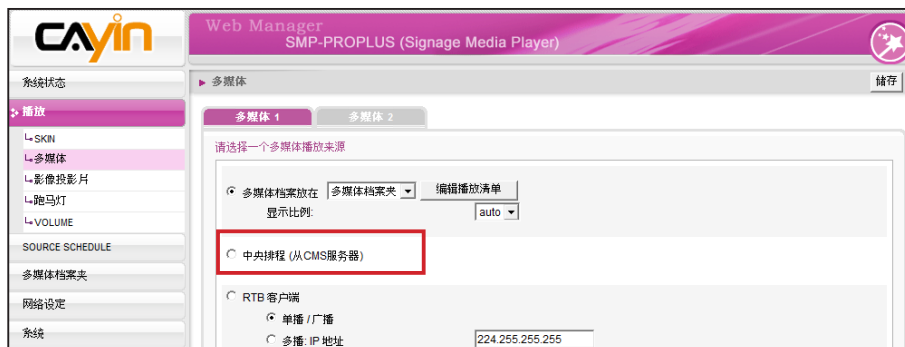 CAYIN
Web Manager
SMP-PROPLUS (Signage Media Player)
系统状态
播放
SKIN
多媒体
影像投影片
跑马灯
VOLUME
SOURCE SCHEDULE
多媒体档案夹
网络设定
系统
多媒体
储存
多媒体 1
多媒体 2
请选择一个多媒体播放来源
多媒体档案放在 多媒体档案夹 编辑播放清单
显示比例: auto
中央排程 (从CMS服务器)
RTB 客户端
单播 / 广播
多播: IP 地址 224.255.255.255